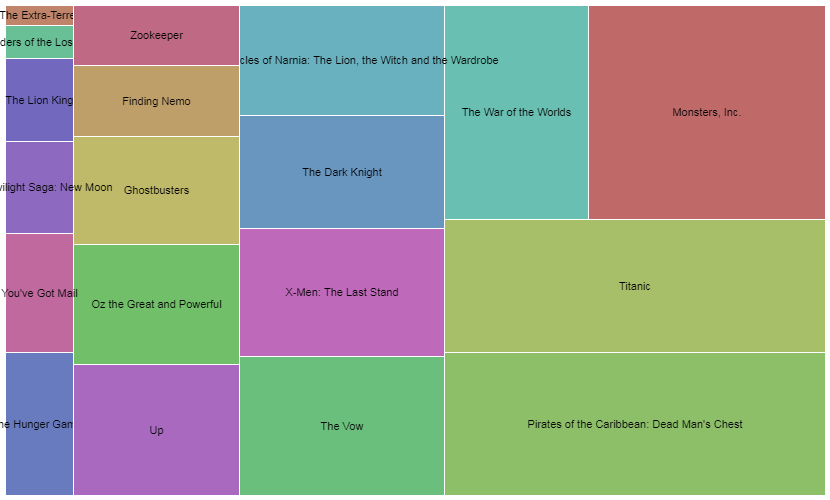 The Extra-Terre
ders of the Los
The Lion King
wilight Saga: New Moon
You've Got Mail
he Hunger Gam
Zookeeper
Finding Nemo
Ghostbusters
Oz the Great and Powerful
Up
cles of Narnia: The Lion, the Witch and the Wardrobe
The Dark Knight
X-Men: The Last Stand
The Vow
The War of the Worlds
Monsters, Inc.
Titanic
Pirates of the Caribbean: Dead Man's Chest